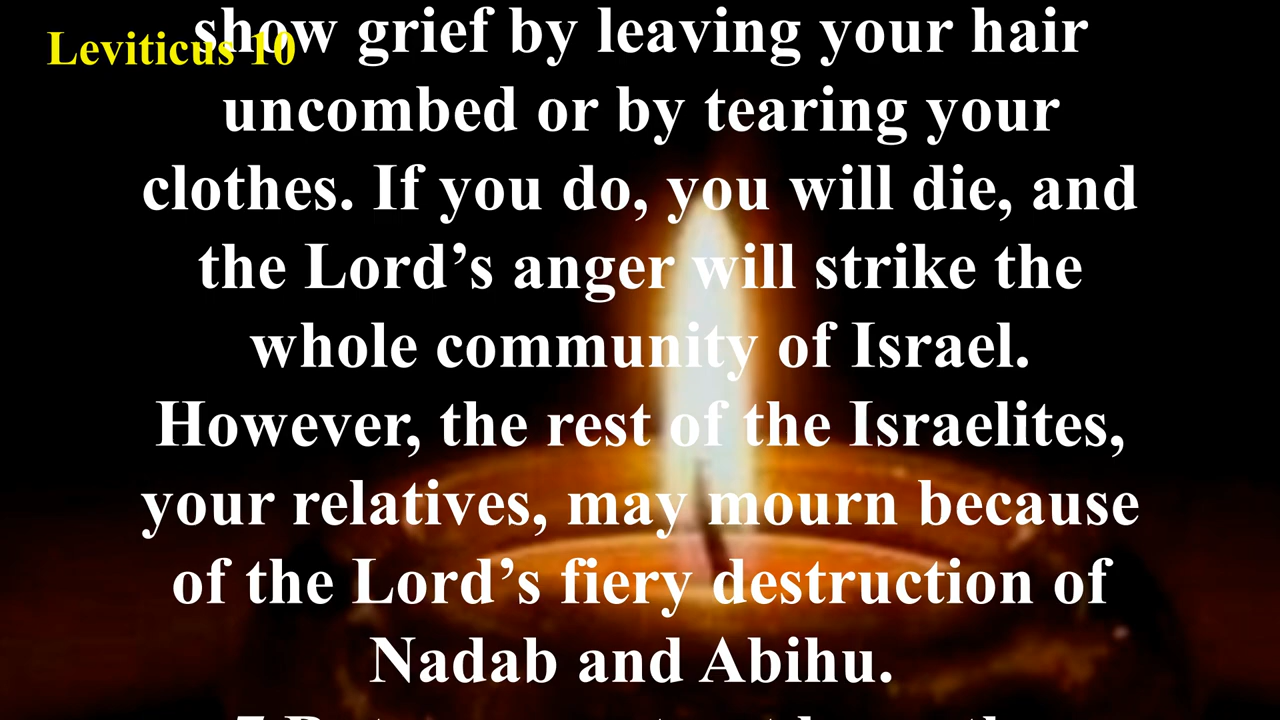 Leviticus 10
show grief by leaving your hair
uncombed or by tearing your
clothes. If you do, you will die, and
the Lord’s anger will strike the
whole community of Israel.
However, the rest of the Israelites,
your relatives, may mourn because
of the Lord’s fiery destruction of
Nadab and Abihu.